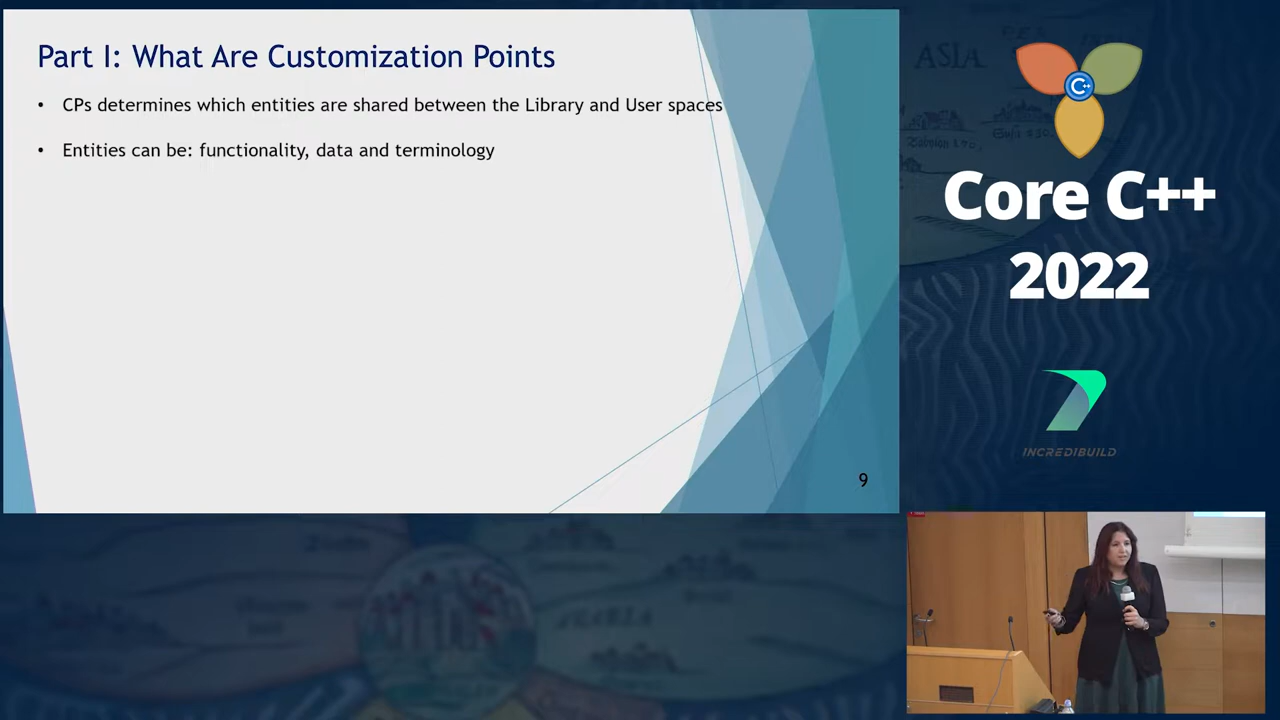 Part I: What Are Customization Points
• CPs determines which entities are shared between the Library and User spaces
• Entities can be: functionality, data and terminology
9
ASIA
C++
Core C++
2022
INCREDIBUILD